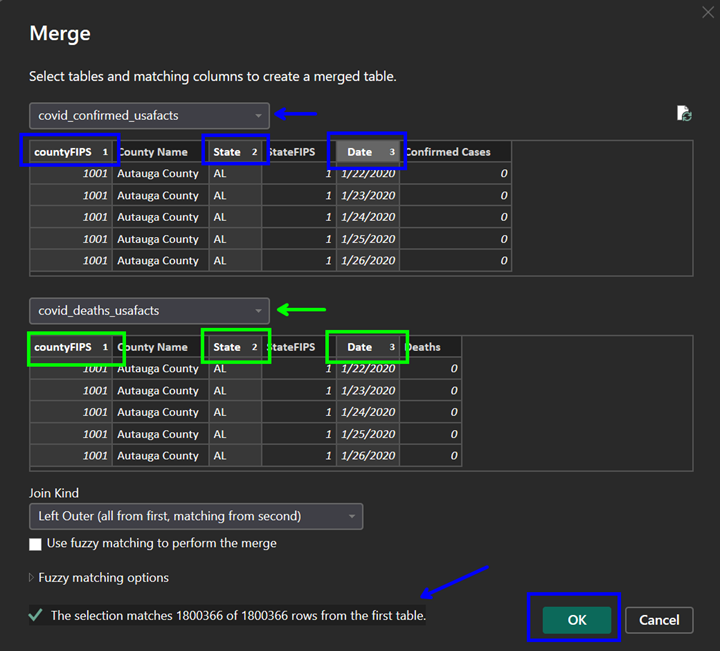 Merge
Select tables and matching columns to create a merged table.
covid_confirmed_usafacts
countyFIPS 1 County Name State 2 StateFIPS Date 3 Confirmed Cases
1001 Autauga County AL 1 1/22/2020 0
1001 Autauga County AL 1 1/23/2020 0
1001 Autauga County AL 1 1/24/2020 0
1001 Autauga County AL 1 1/25/2020 0
1001 Autauga County AL 1 1/26/2020 0
covid_deaths_usafacts
countyFIPS 1 County Name State 2 StateFIPS Date 3 Deaths
1001 Autauga County AL 1 1/22/2020 0
1001 Autauga County AL 1 1/23/2020 0
1001 Autauga County AL 1 1/24/2020 0
1001 Autauga County AL 1 1/25/2020 0
1001 Autauga County AL 1 1/26/2020 0
Join Kind
Left Outer (all from first, matching from second)
Use fuzzy matching to perform the merge
Fuzzy matching options
The selection matches 1800366 of 1800366 rows from the first table.
OK Cancel